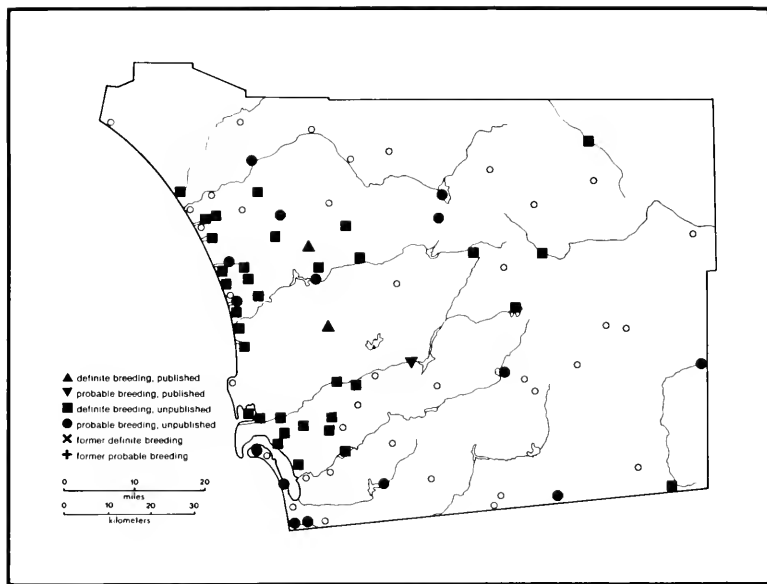 definite breeding, published
probable breeding, published
definite breeding, unpublished
probable breeding, unpublished
former definite breeding
former probable breeding
0 10 20
miles
0 10 20 30
kilometers